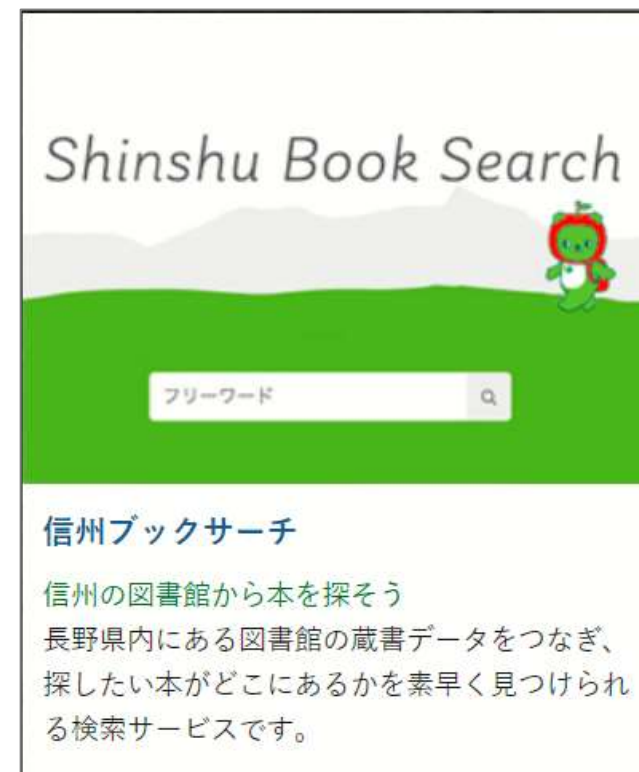 Shinshu Book Search
フリーワード
信州ブックサーチ
信州の図書館から本を探そう
長野県内にある図書館の蔵書データをつなぎ、
探したい本がどこにあるかを素早く見つけられ
る検索サービスです。